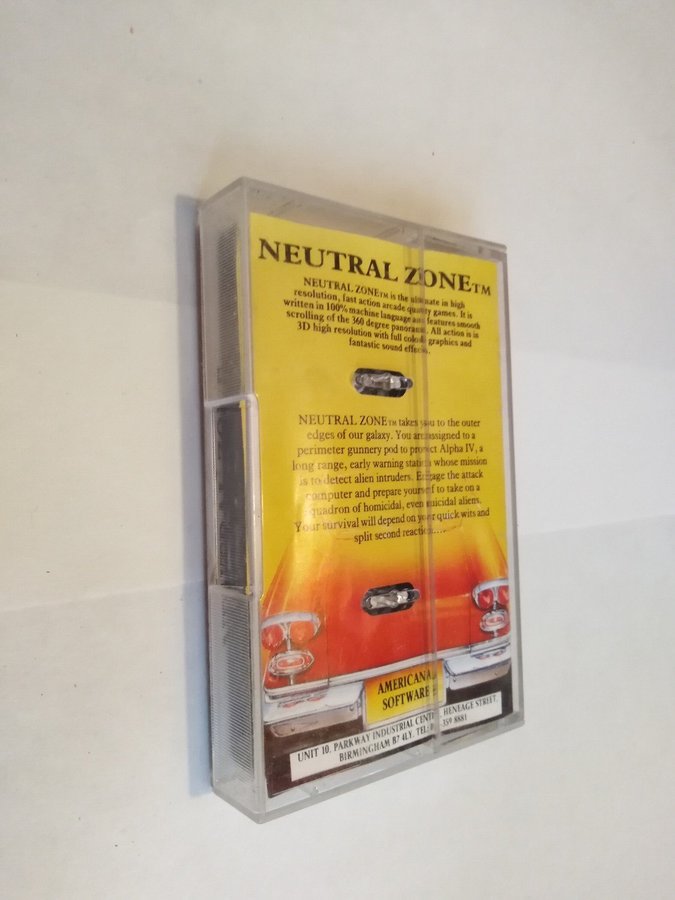 NEUTRAL ZONE™
NEUTRAL ZONE™ is the ultimate in high
resolution, fast action arcade quality games. It is
written in 100% machine language and features smooth
scrolling of the 360 degree panorama. All action is in
3D high resolution with full colour graphics and
fantastic sound effects.
NEUTRAL ZONE™ takes you to the outer
edges of our galaxy. You are assigned to a
perimeter gunnery pod to protect Alpha IV, a
long range, early warning station whose mission
is to detect alien intruders. Engage the attack
computer and prepare yourself to take on a
squadron of homicidal, even suicidal aliens.
Your survival will depend on your quick wits and
split second reactions...
AMERICANA
SOFTWARE
UNIT 10, PARKWAY INDUSTRIAL CENTRE, HENEAGE STREET,
BIRMINGHAM B7 4LY. TEL: 359 8881